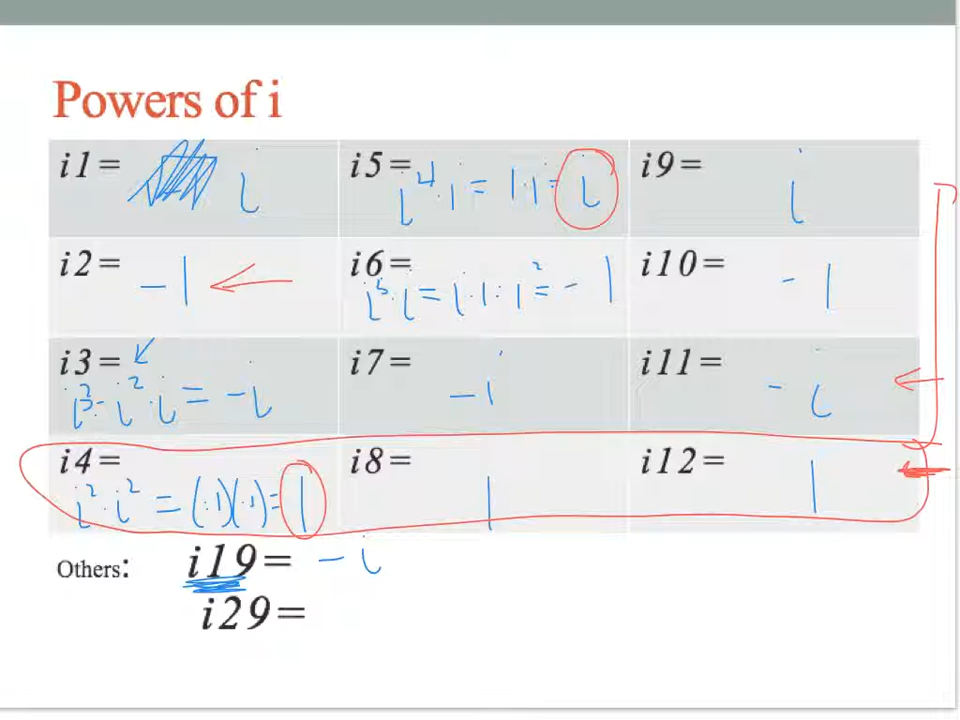 Powers of i
i1= i
i5= i⁴·i = 1·i = i
i9= i
i2= -1
i6= i⁵·i = i·i = i² = -1
i10= -1
i3= i³= i²·i = -i
i7= -i
i11= -i
i4= i²·i² = (-1)(-1) = 1
i8= 1
i12= 1
Others: i19= -i
i29=